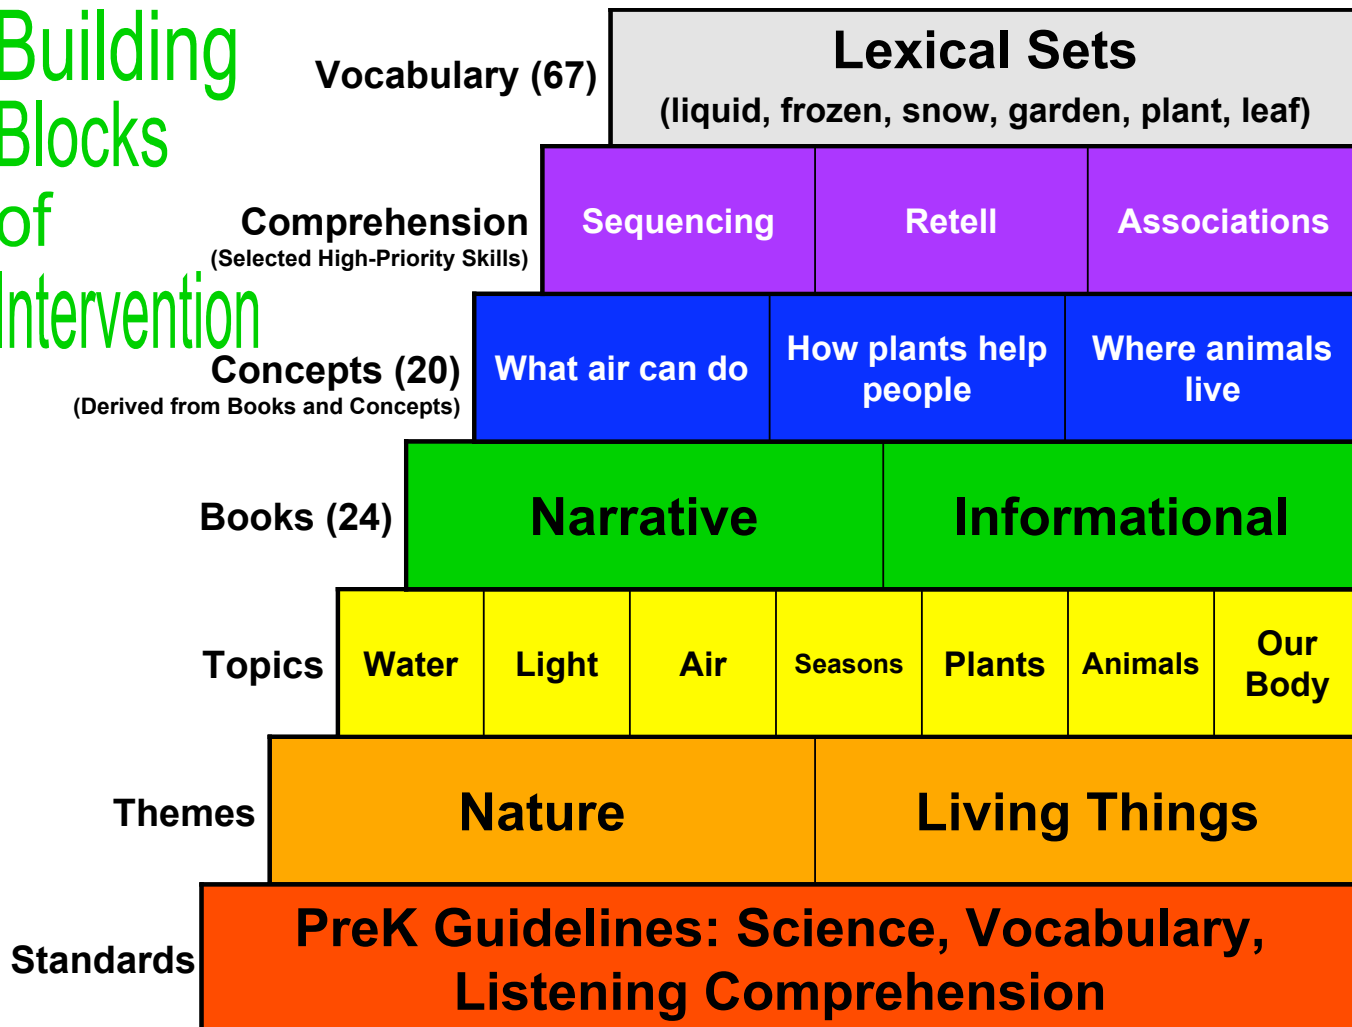 Building
Blocks
of
Intervention
Vocabulary (67)
Lexical Sets
(liquid, frozen, snow, garden, plant, leaf)
Comprehension
(Selected High-Priority Skills)
Sequencing
Retell
Associations
Concepts (20)
(Derived from Books and Concepts)
What air can do
How plants help
people
Where animals
live
Books (24)
Narrative
Informational
Topics
Water
Light
Air
Seasons
Plants
Animals
Our
Body
Themes
Nature
Living Things
Standards
PreK Guidelines: Science, Vocabulary,
Listening Comprehension